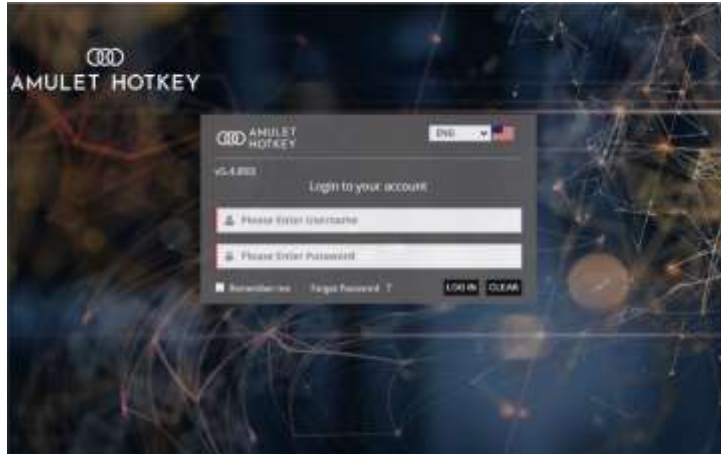 AMULET HOTKEY
AMULET
HOTKEY
ENG
Login to your account
Please Enter Username
Please Enter Password
Remember me Forgot Password ?
LOG IN CLEAR